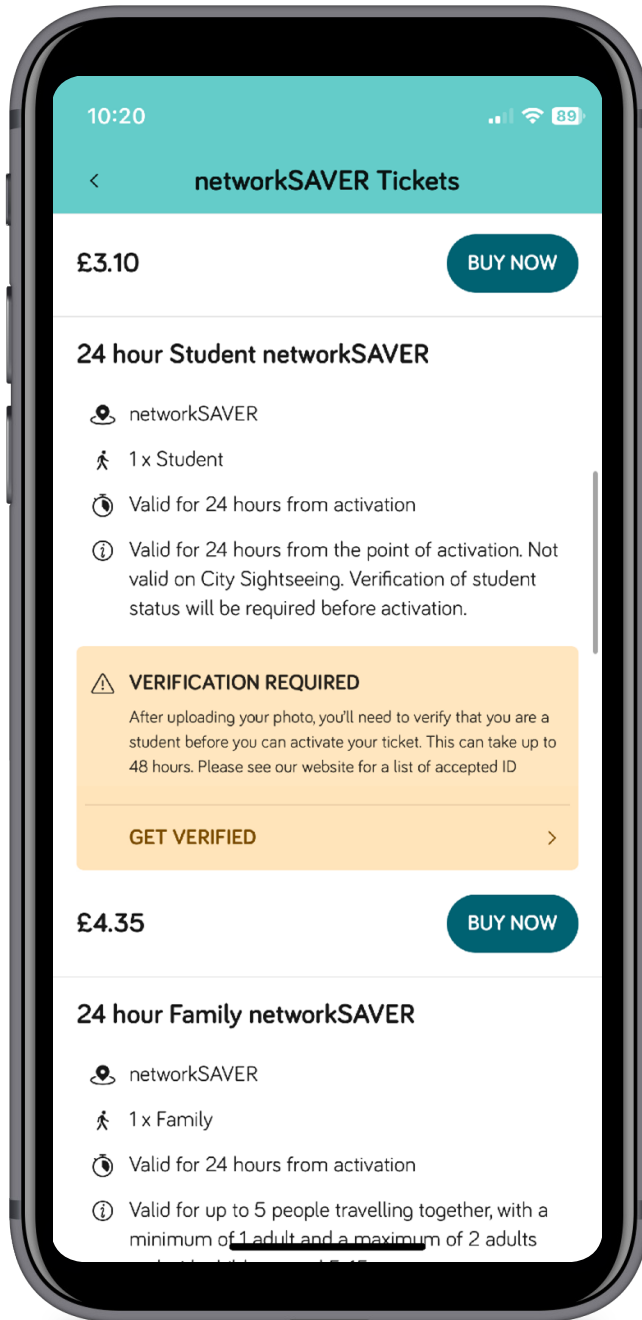 10:20
89
networkSAVER Tickets
£3.10
BUY NOW
24 hour Student networkSAVER
networkSAVER
1 x Student
Valid for 24 hours from activation
Valid for 24 hours from the point of activation. Not
valid on City Sightseeing. Verification of student
status will be required before activation.
VERIFICATION REQUIRED
After uploading your photo, you'll need to verify that you are a
student before you can activate your ticket. This can take up to
48 hours. Please see our website for a list of accepted ID
GET VERIFIED
£4.35
BUY NOW
24 hour Family networkSAVER
networkSAVER
1 x Family
Valid for 24 hours from activation
Valid for up to 5 people travelling together, with a
minimum of 1 adult and a maximum of 2 adults